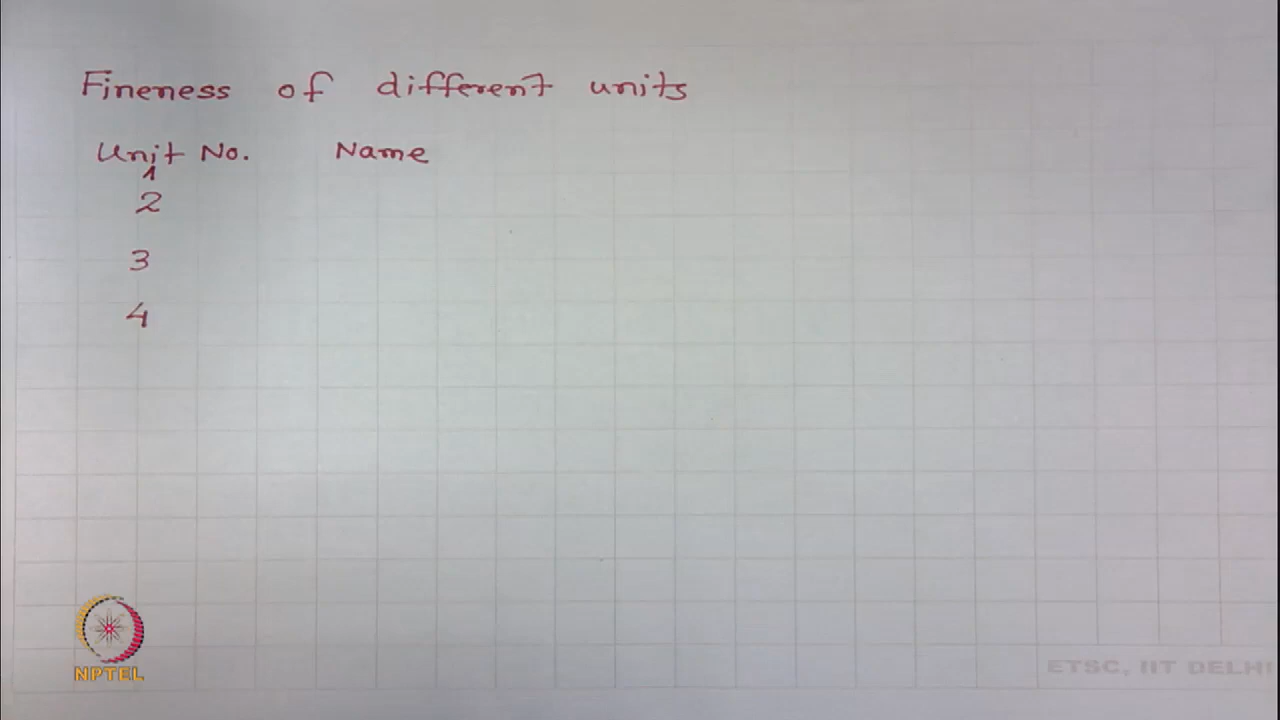 Fineness of different units
Unit No. Name
1
2
3
4
NPTEL
ETSC, IIT DELHI